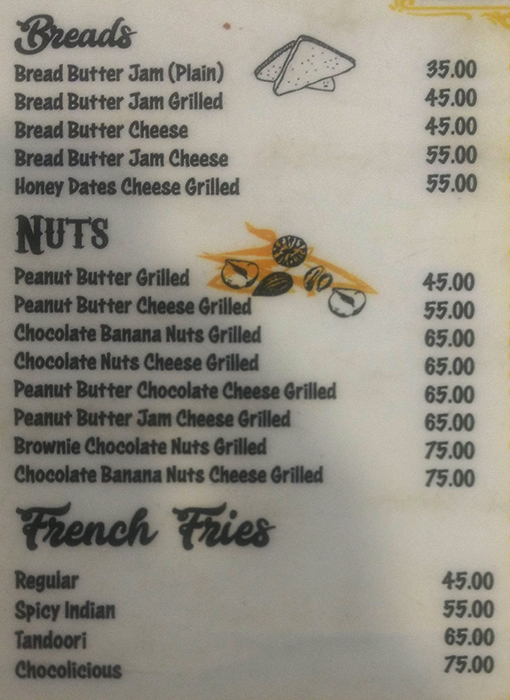 Breads
Bread Butter Jam (Plain) 35.00
Bread Butter Jam Grilled 45.00
Bread Butter Cheese 45.00
Bread Butter Jam Cheese 55.00
Honey Dates Cheese Grilled 55.00
NUTS
Peanut Butter Grilled 45.00
Peanut Butter Cheese Grilled 55.00
Chocolate Banana Nuts Grilled 65.00
Chocolate Nuts Cheese Grilled 65.00
Peanut Butter Chocolate Cheese Grilled 65.00
Peanut Butter Jam Cheese Grilled 65.00
Brownie Chocolate Nuts Grilled 75.00
Chocolate Banana Nuts Cheese Grilled 75.00
French Fries
Regular 45.00
Spicy Indian 55.00
Tandoori 65.00
Chocolicious 75.00